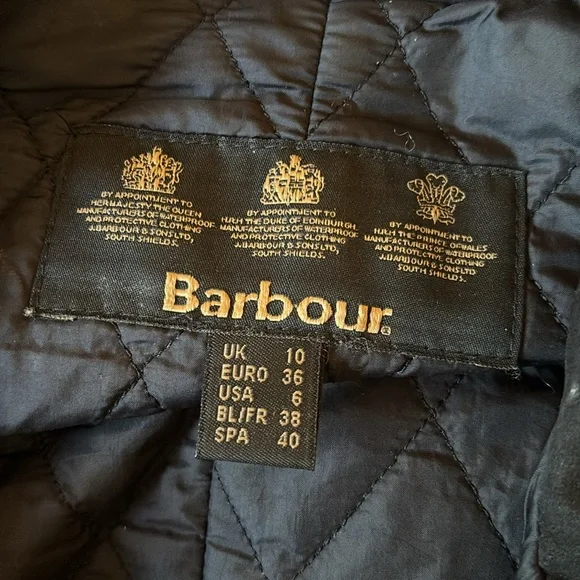 BY APPOINTMENT TO
HER MAJESTY THE QUEEN
MANUFACTURERS OF WATERPROOF
AND PROTECTIVE CLOTHING
J.BARBOUR & SONS LTD
SOUTH SHIELDS.
BY APPOINTMENT TO
H.R.H. THE DUKE OF EDINBURGH
MANUFACTURERS OF WATERPROOF
AND PROTECTIVE CLOTHING
J.BARBOUR & SONS LTD.
SOUTH SHIELDS.
BY APPOINTMENT TO
H.R.H. THE PRINCE OF WALES
MANUFACTURERS OF WATERPROOF
AND PROTECTIVE CLOTHING
J.BARBOUR & SONS LTD
SOUTH SHIELDS.
Barbour®
UK 10
EURO 36
USA 6
BL/FR 38
SPA 40